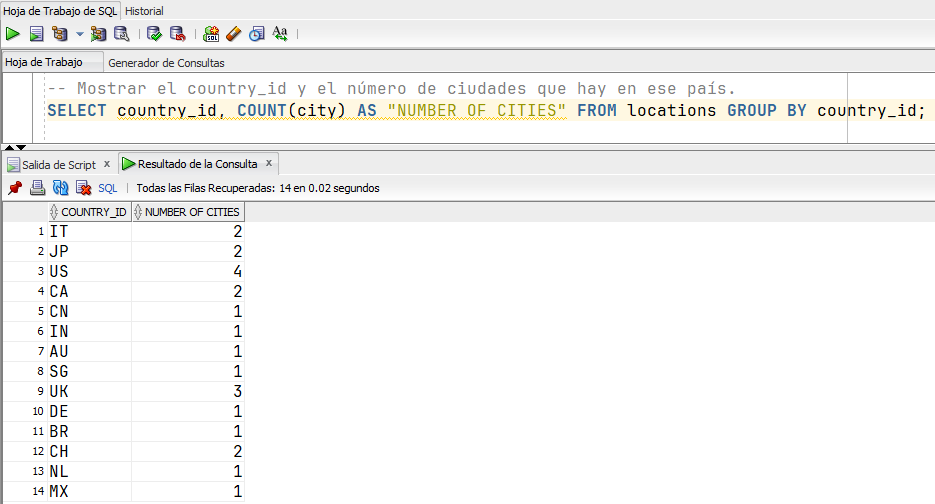 Hoja de Trabajo de SQL Historial
SQL Aa
Hoja de Trabajo Generador de Consultas
-- Mostrar el country_id y el número de ciudades que hay en ese país.
SELECT country_id, COUNT(city) AS "NUMBER OF CITIES" FROM locations GROUP BY country_id;
Salida de Script x Resultado de la Consulta x
SQL Todas las Filas Recuperadas: 14 en 0.02 segundos
COUNTRY_ID NUMBER OF CITIES
1 IT 2
2 JP 2
3 US 4
4 CA 2
5 CN 1
6 IN 1
7 AU 1
8 SG 1
9 UK 3
10 DE 1
11 BR 1
12 CH 2
13 NL 1
14 MX 1